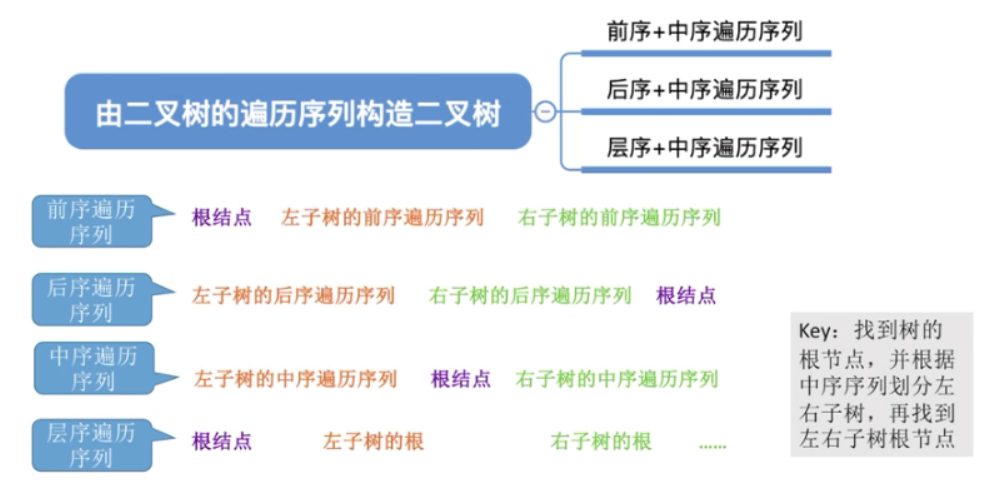 前序+中序遍历序列
由二叉树的遍历序列构造二叉树
后序+中序遍历序列
层序+中序遍历序列
前序遍历
序列
根结点 左子树的前序遍历序列 右子树的前序遍历序列
后序遍历
序列
左子树的后序遍历序列 右子树的后序遍历序列 根结点
中序遍历
序列
左子树的中序遍历序列 根结点 右子树的中序遍历序列
层序遍历
序列
根结点 左子树的根 右子树的根 ……
Key：找到树的
根节点，并根据
中序序列划分左
右子树，再找到
左右子树根节点